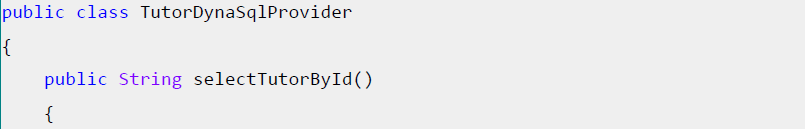 public class TutorDynaSqlProvider
{
    public String selectTutorById()
    {